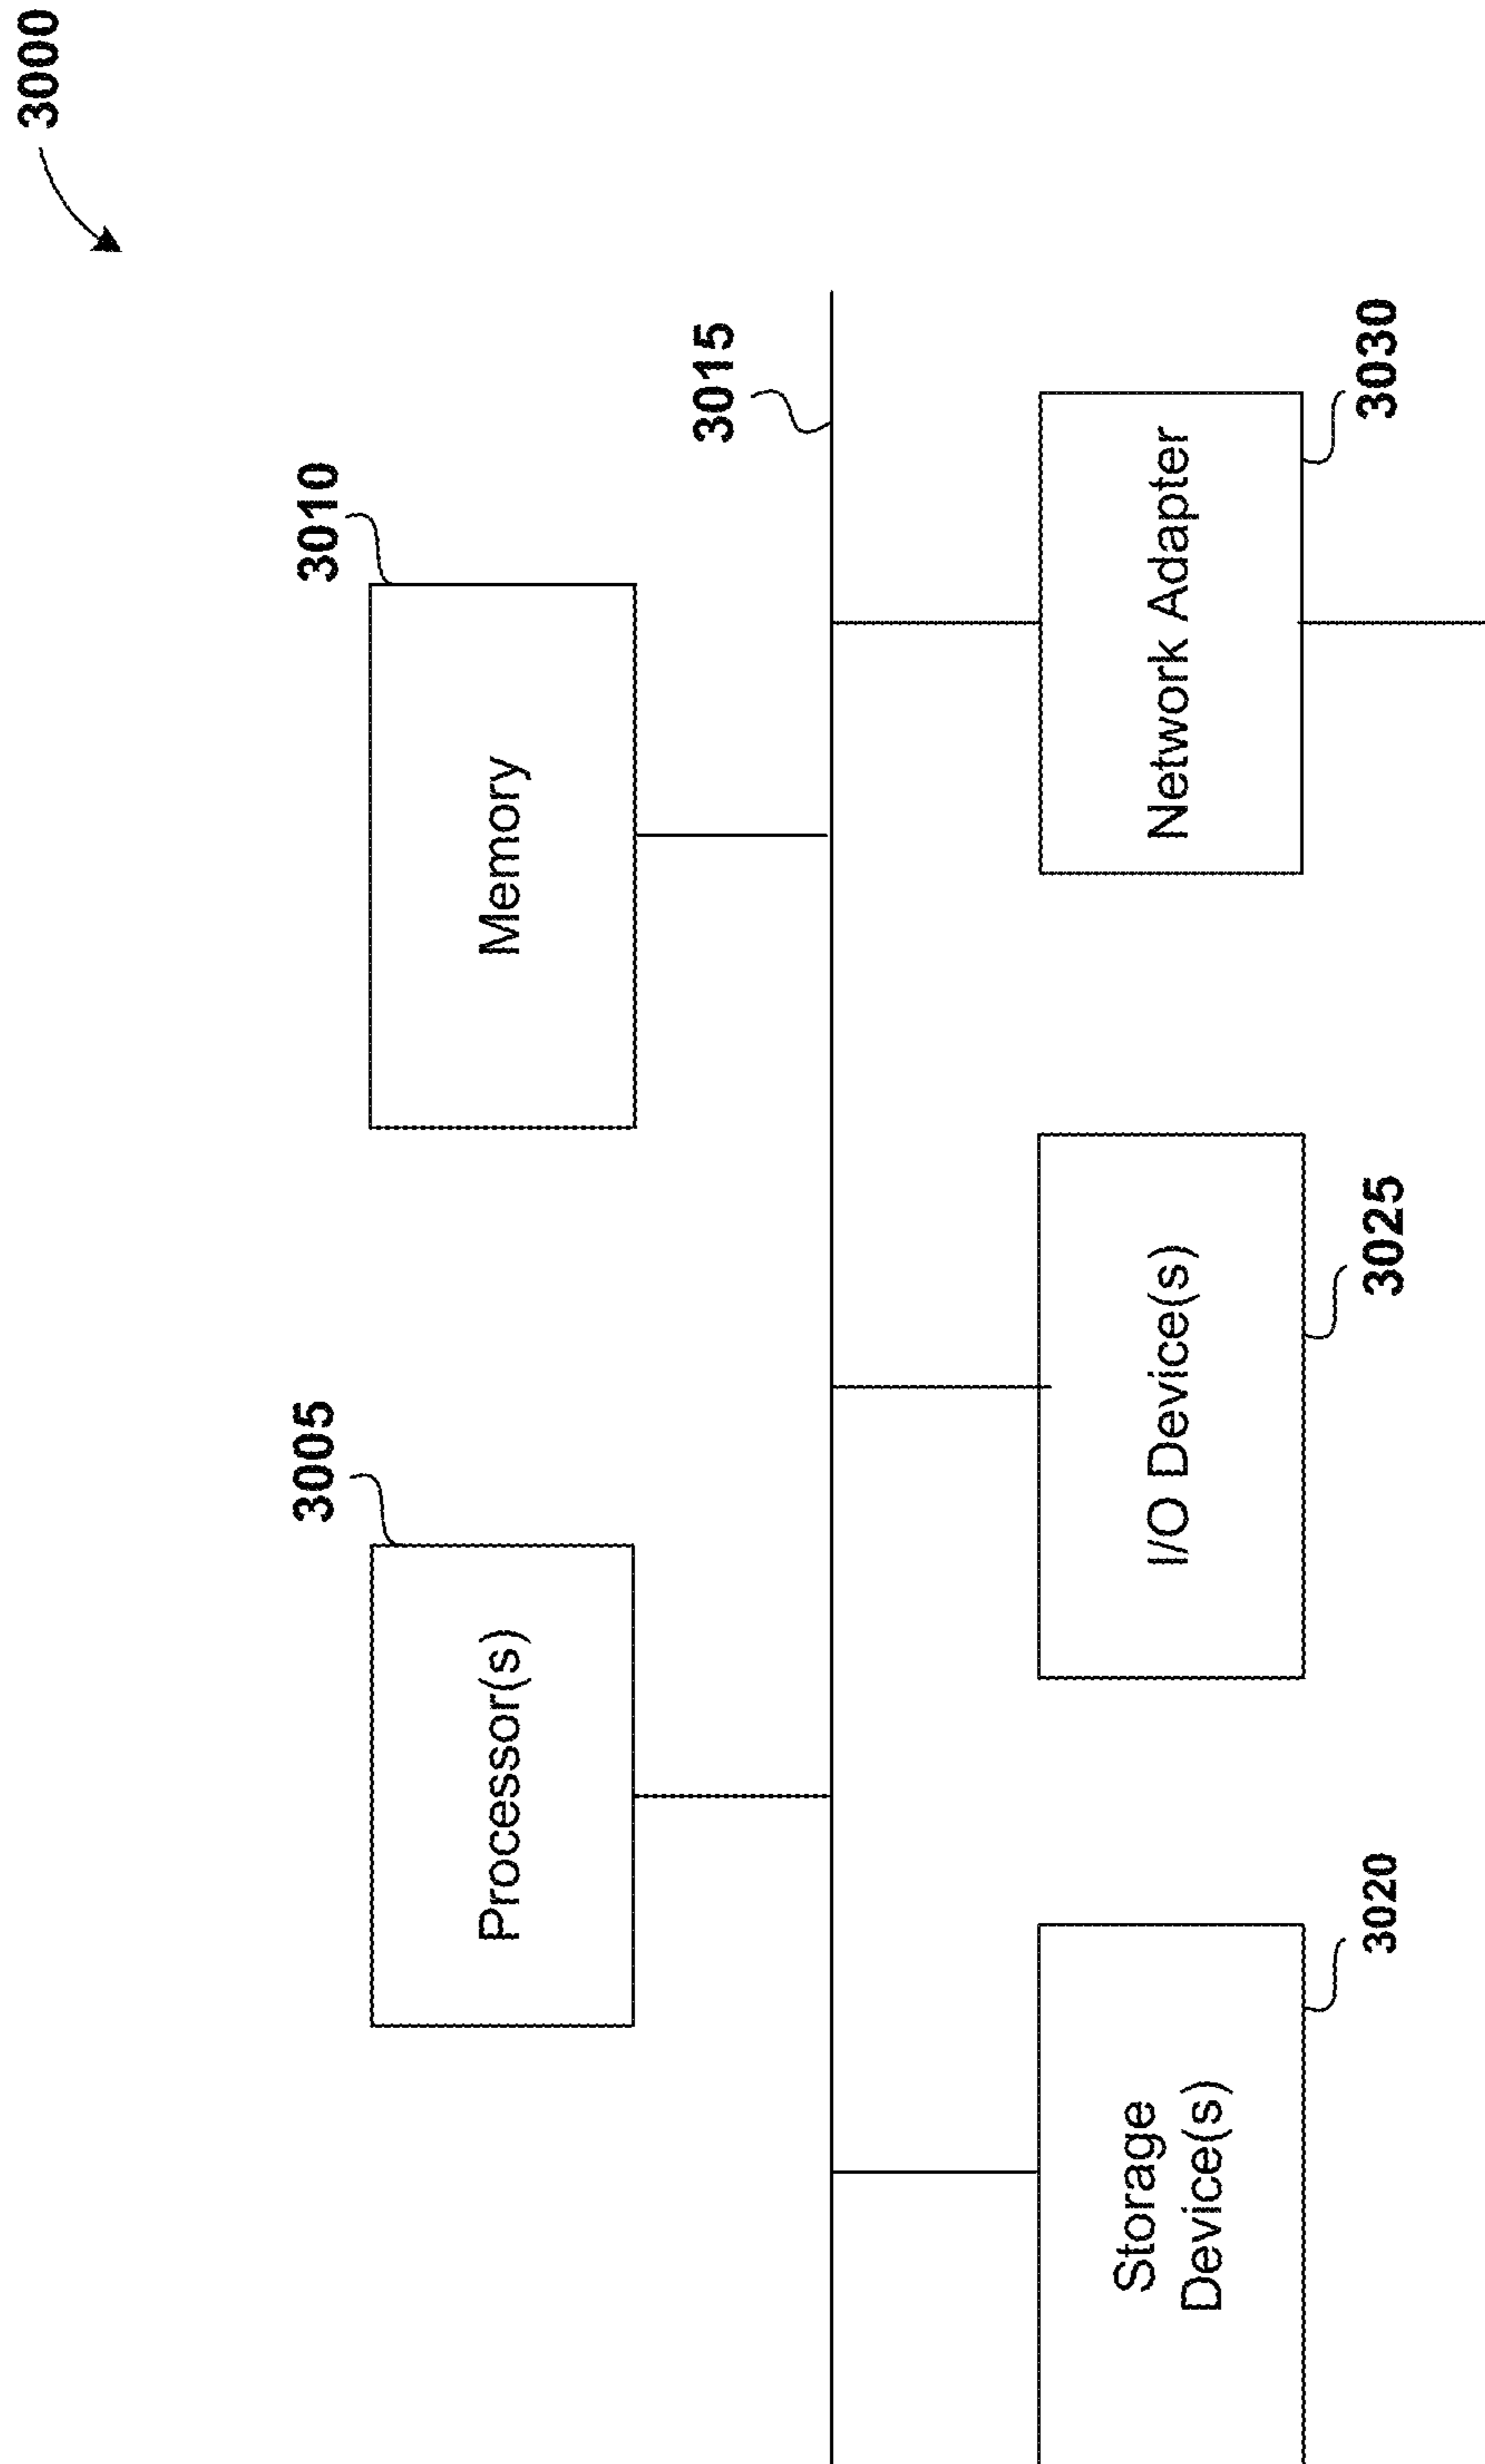 3000
3005
Processor(s)
3010
Memory
3015
Storage
Device(s)
3020
I/O Device(s)
3025
Network Adapter
3030